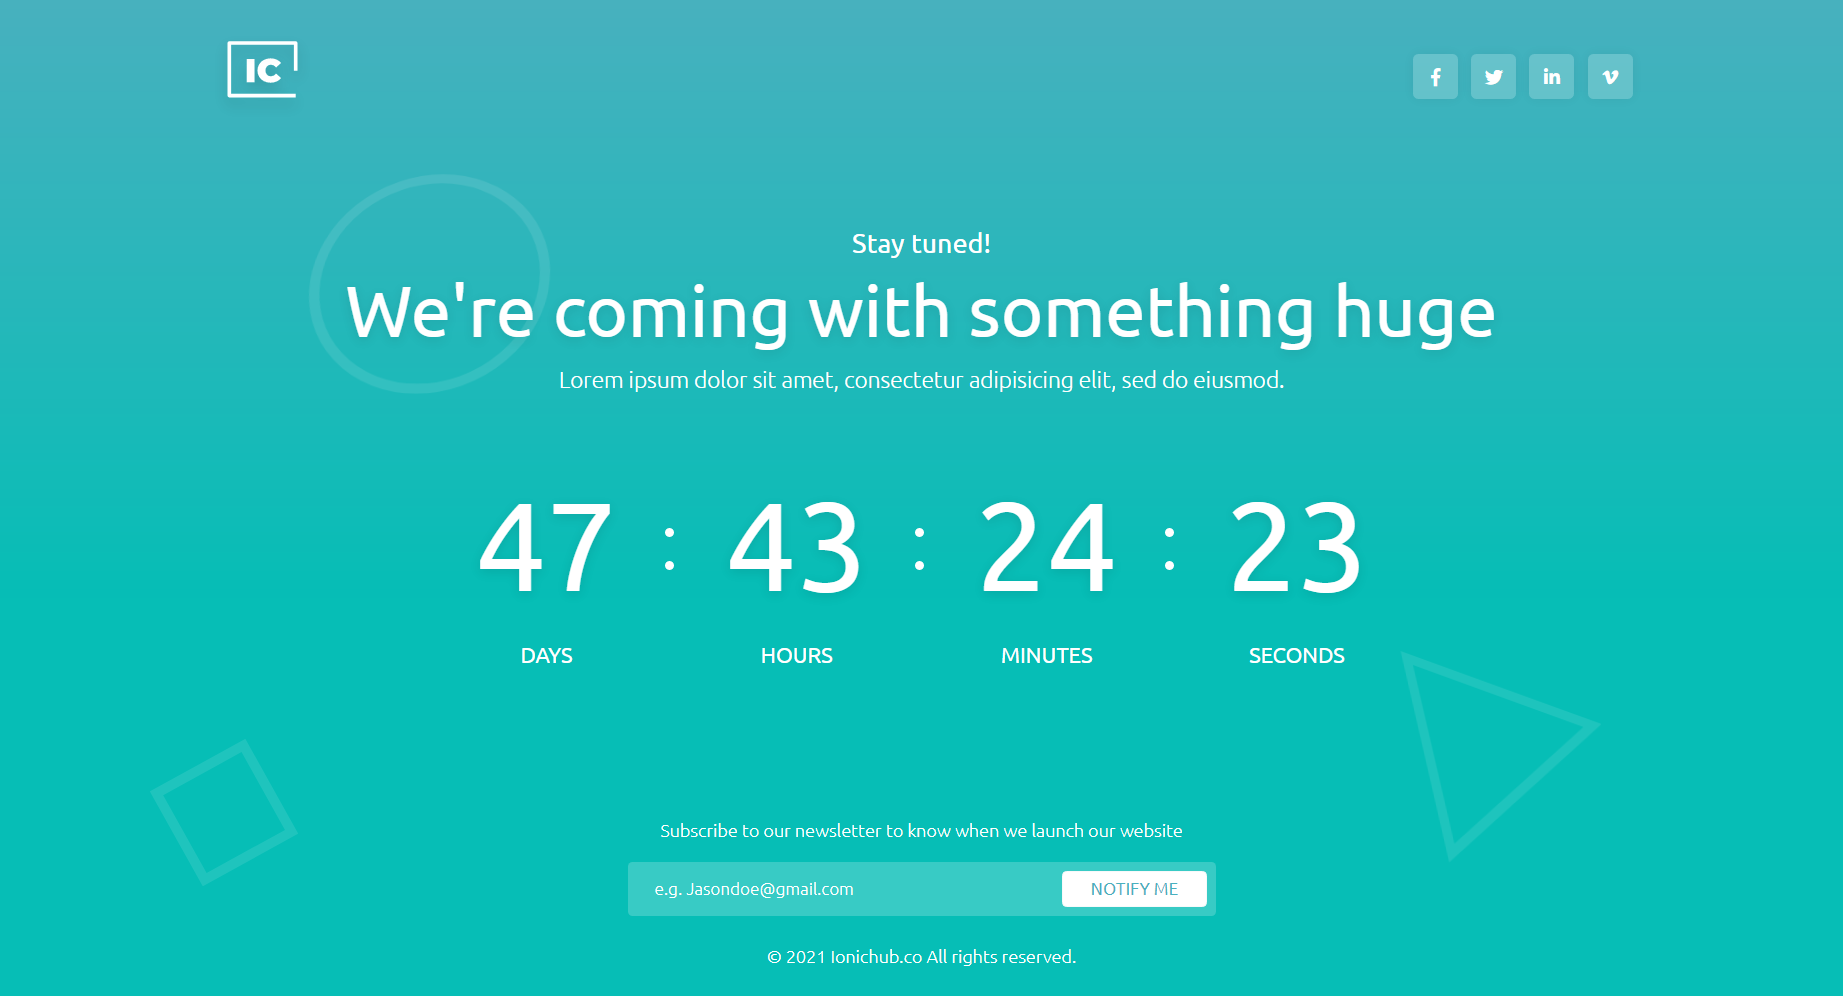 IC
Stay tuned!
We're coming with something huge
Lorem ipsum dolor sit amet, consectetur adipisicing elit, sed do eiusmod.
47 : 43 : 24 : 23
DAYS HOURS MINUTES SECONDS
Subscribe to our newsletter to know when we launch our website
e.g. Jasondoe@gmail.com NOTIFY ME
© 2021 Ionichub.co All rights reserved.